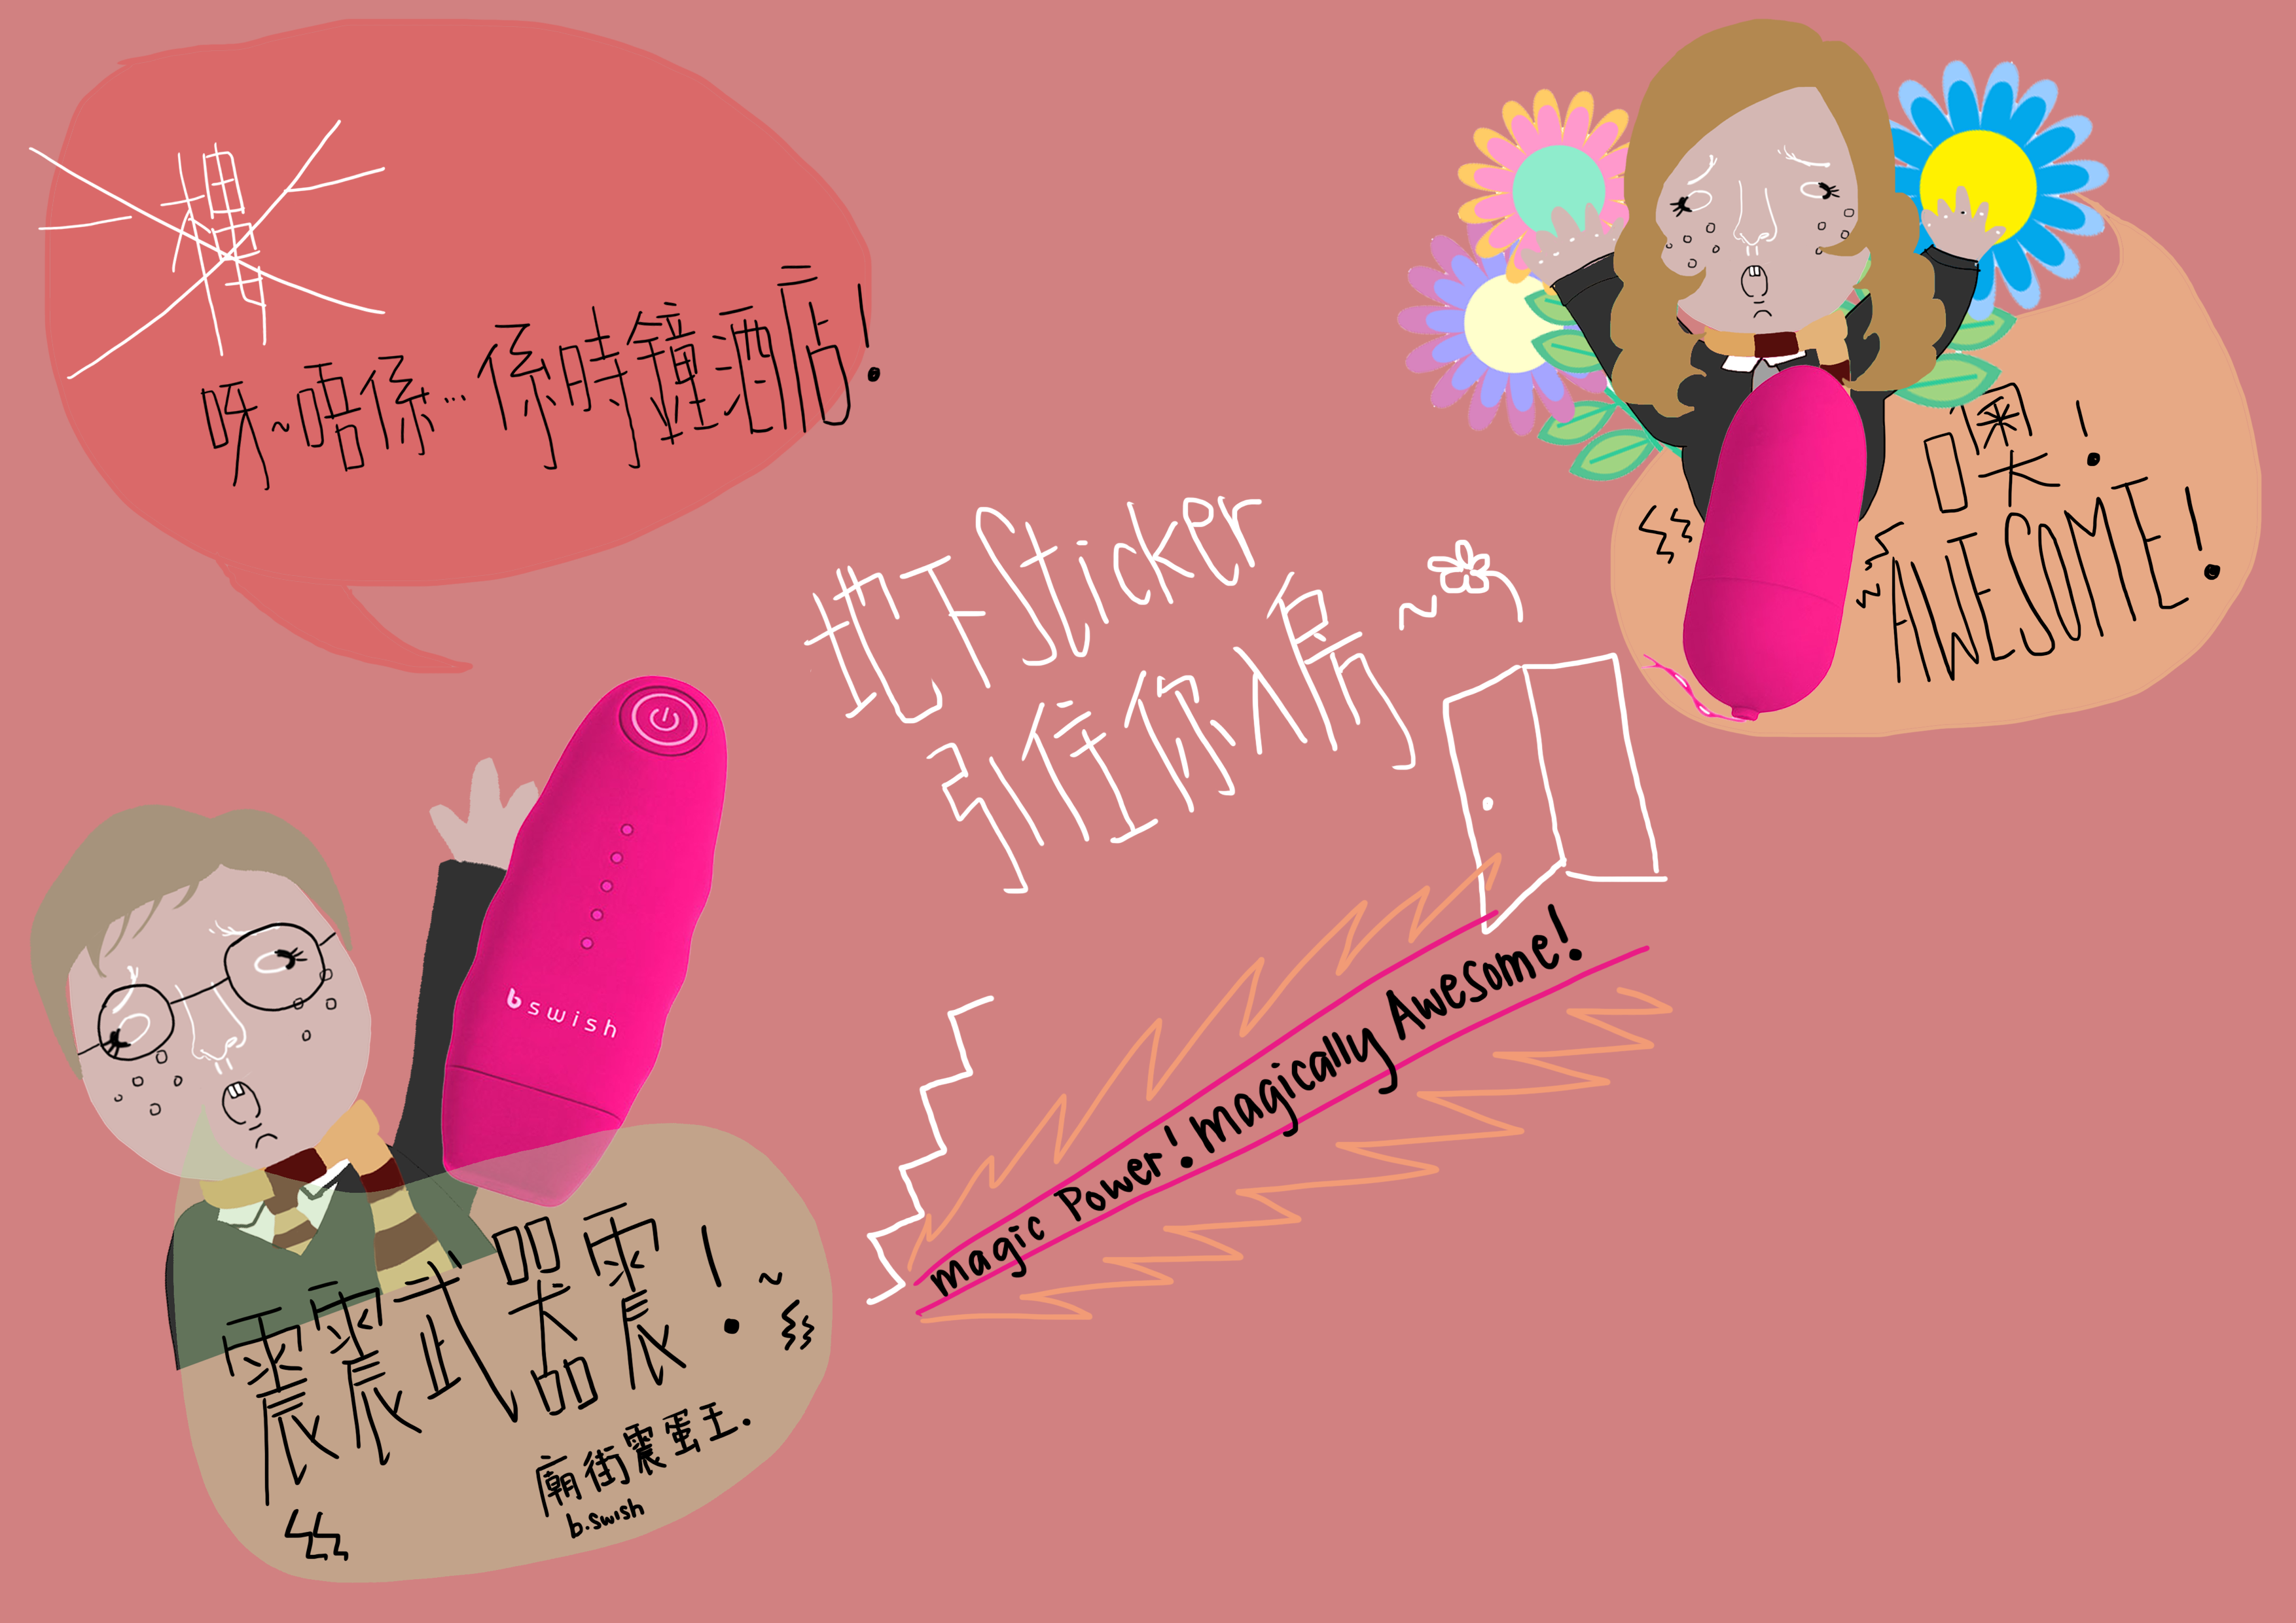 呀~唔係...係時鐘酒店!
噢!
AWESOME!
地下Sticker
引住你入房~
magic Power! magically Awesome!
b swish
震震武器震!~
廟街震蛋王.
b.swish